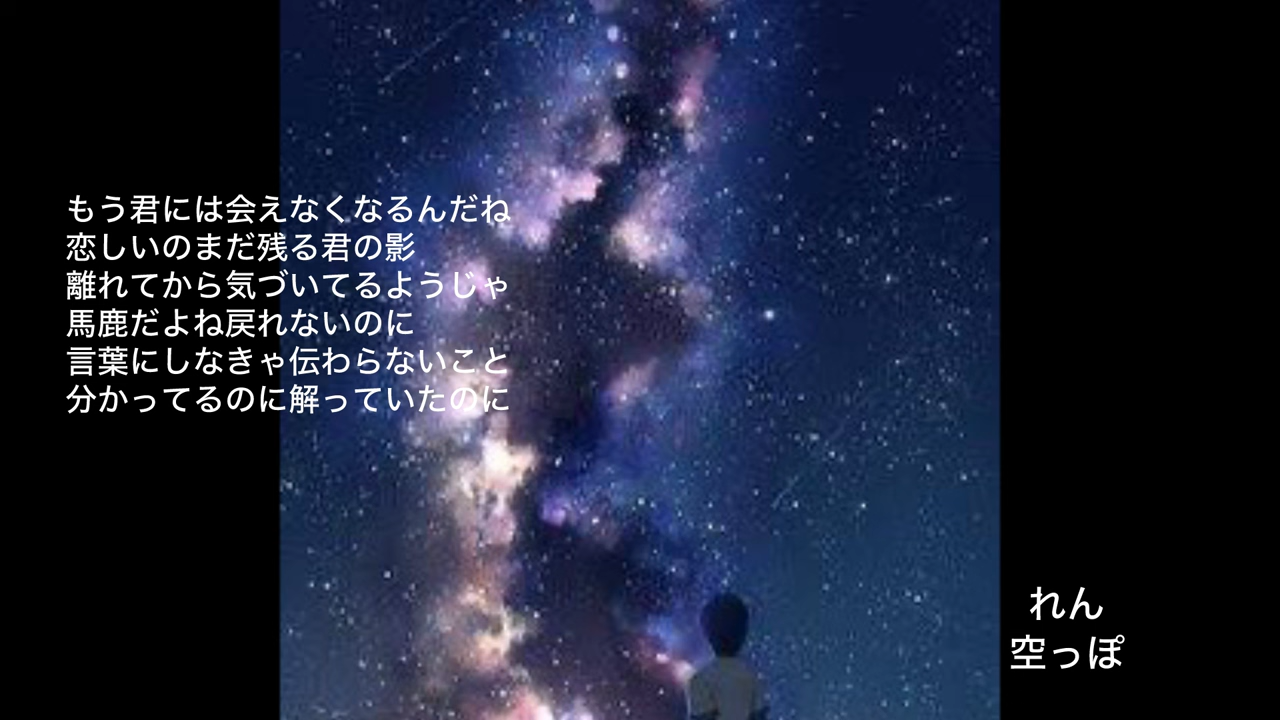 もう君には会えなくなるんだね
恋しいのまだ残る君の影
離れてから気づいてるようじゃ
馬鹿だよね戻れないのに
言葉にしなきゃ伝わらないこと
分かってるのに解っていたのに
れん
空っぽ